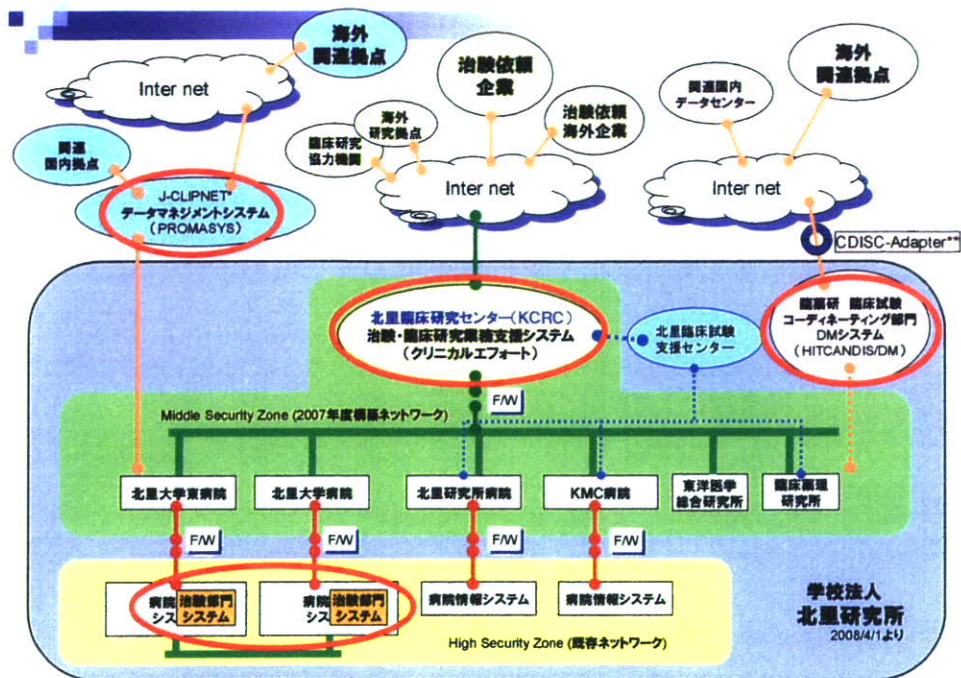 海外
関連拠点
Inter net
関連
国内拠点
J-CLIPNET*
データマネジメントシステム
(PROMASYS)
治験依頼
企業
海外
研究拠点
臨床研究
協力機関
治験依頼
海外企業
Inter net
関連国内
データセンター
海外
関連拠点
Inter net
CDISC-Adapter**
北里臨床研究センター(KCRC)
治験・臨床研究業務支援システム
(クリニカルエフォート)
北里臨床試験
支援センター
臨薬研 臨床試験
コーディネーティング部門
DMシステム
(HITCANDIS/DM)
F/W
Middle Security Zone (2007年度構築ネットワーク)
北里大学東病院
北里大学病院
北里研究所病院
KMC病院
東洋医学
総合研究所
臨床薬理
研究所
F/W
F/W
F/W
F/W
病院
シス
治験部門
システム
病院
シス
治験部門
システム
病院情報システム
病院情報システム
High Security Zone (既存ネットワーク)
学校法人
北里研究所
2008/4/1より